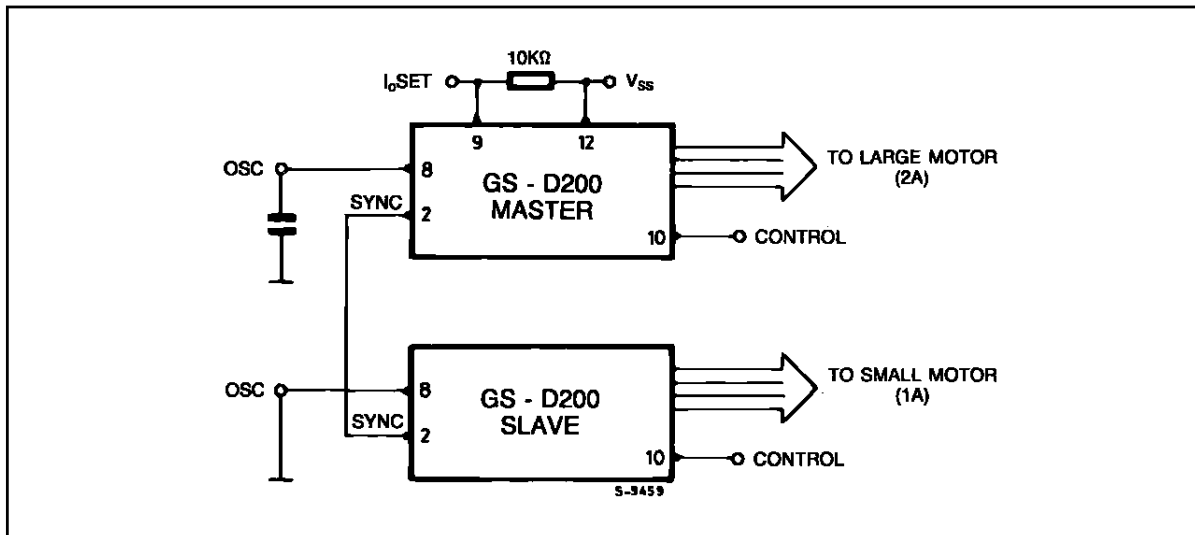 10KΩ
I₀SET
V_SS
9
12
OSC
8
GS - D200
MASTER
TO LARGE MOTOR
(2A)
SYNC
2
10
CONTROL
OSC
8
GS - D200
SLAVE
TO SMALL MOTOR
(1A)
SYNC
2
10
CONTROL
S-9459